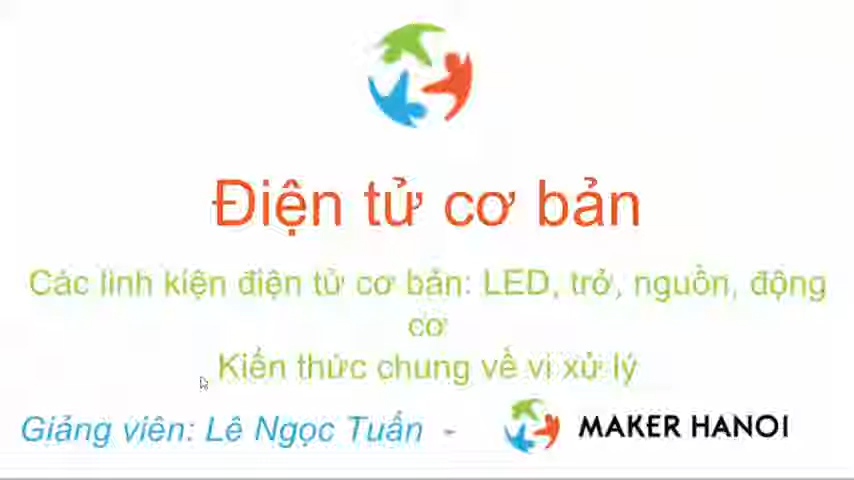 Điện tử cơ bản
Các linh kiện điện tử cơ bản: LED, trở, nguồn, động
cơ
Kiến thức chung về vi xử lý
Giảng viên: Lê Ngọc Tuấn -
MAKER HANOI